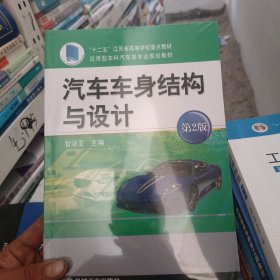 "十二五"江苏省高等学校重点教材
应用型本科汽车类专业规划教材
汽车车身结构
与设计
第2版
主编
工